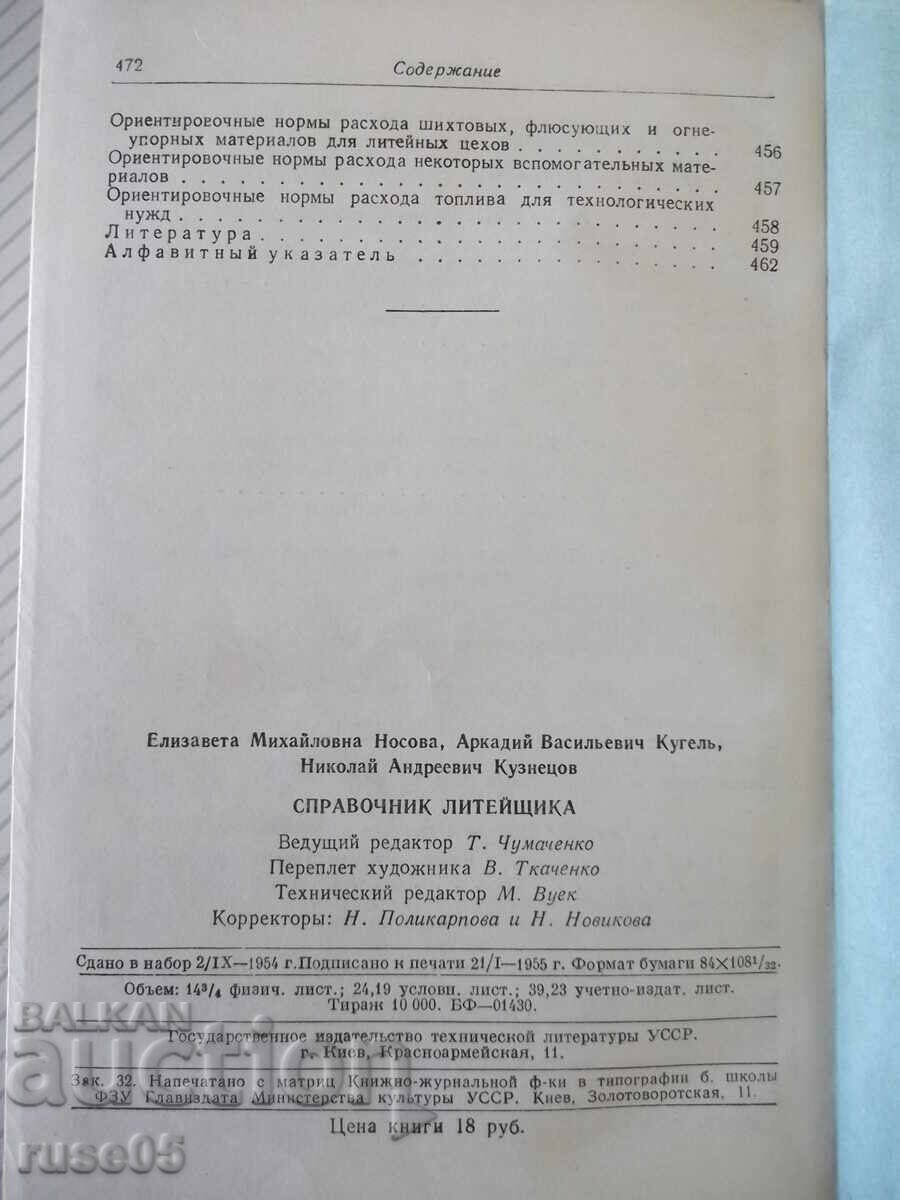 472
Содержание
Ориентировочные нормы расхода шихтовых, флюсующих и огне-
упорных материалов для литейных цехов . . . . . . . . . . . 456
Ориентировочные нормы расхода некоторых вспомогательных мате-
риалов . . . . . . . . . . . . . . . . . . . . . . . . . . . . 457
Ориентировочные нормы расхода топлива для технологических
нужд . . . . . . . . . . . . . . . . . . . . . . . . . . . . 458
Литература . . . . . . . . . . . . . . . . . . . . . . . . 459
Алфавитный указатель . . . . . . . . . . . . . . . . 462
Елизавета Михайловна Носова, Аркадий Васильевич Кугель,
Николай Андреевич Кузнецов
СПРАВОЧНИК ЛИТЕЙЩИКА
Ведущий редактор Т. Чумаченко
Переплет художника В. Ткаченко
Технический редактор М. Вуек
Корректоры: Н. Поликарпова и Н. Новикова
Сдано в набор 2/IX—1954 г. Подписано к печати 21/I—1955 г. Формат бумаги 84×108¹/₃₂.
Объем: 14³/₄ физич. лист.; 24,19 условн. лист.; 39,23 учетно-издат. лист.
Тираж 10 000. БФ—01430.
Государственное издательство технической литературы УССР.
г. Киев, Красноармейская, 11.
Зак. 32. Напечатано с матриц Книжно-журнальной ф-ки в типографии б. школы
ФЗУ Главиздата Министерства культуры УССР. Киев, Золотоворотская, 11.
Цена книги 18 руб.
BALKAN
auction
ruse05